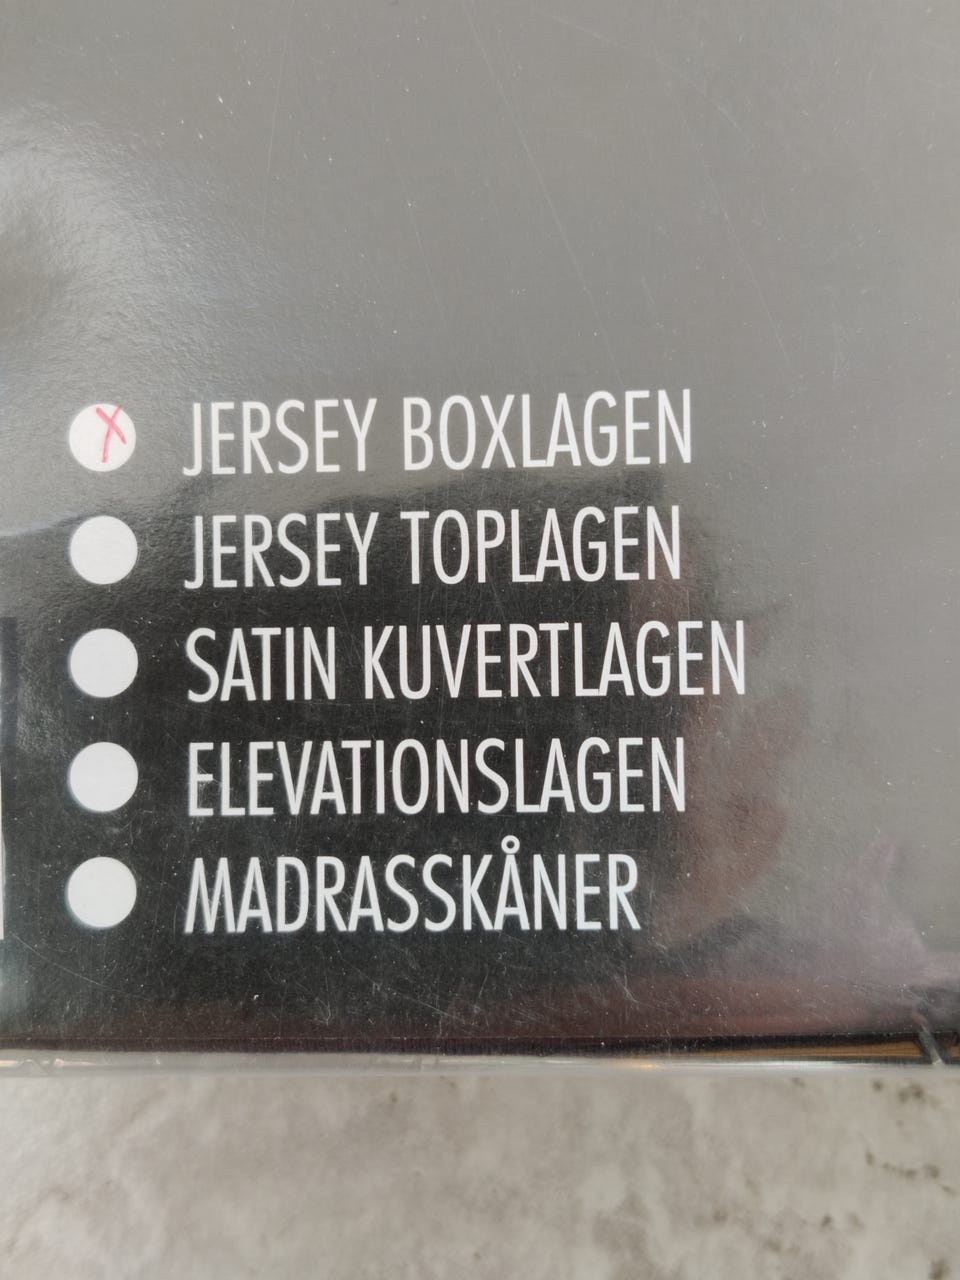 X JERSEY BOXLAGEN
JERSEY TOPLAGEN
SATIN KUVERTLAGEN
ELEVATIONSLAGEN
MADRASSKÅNER